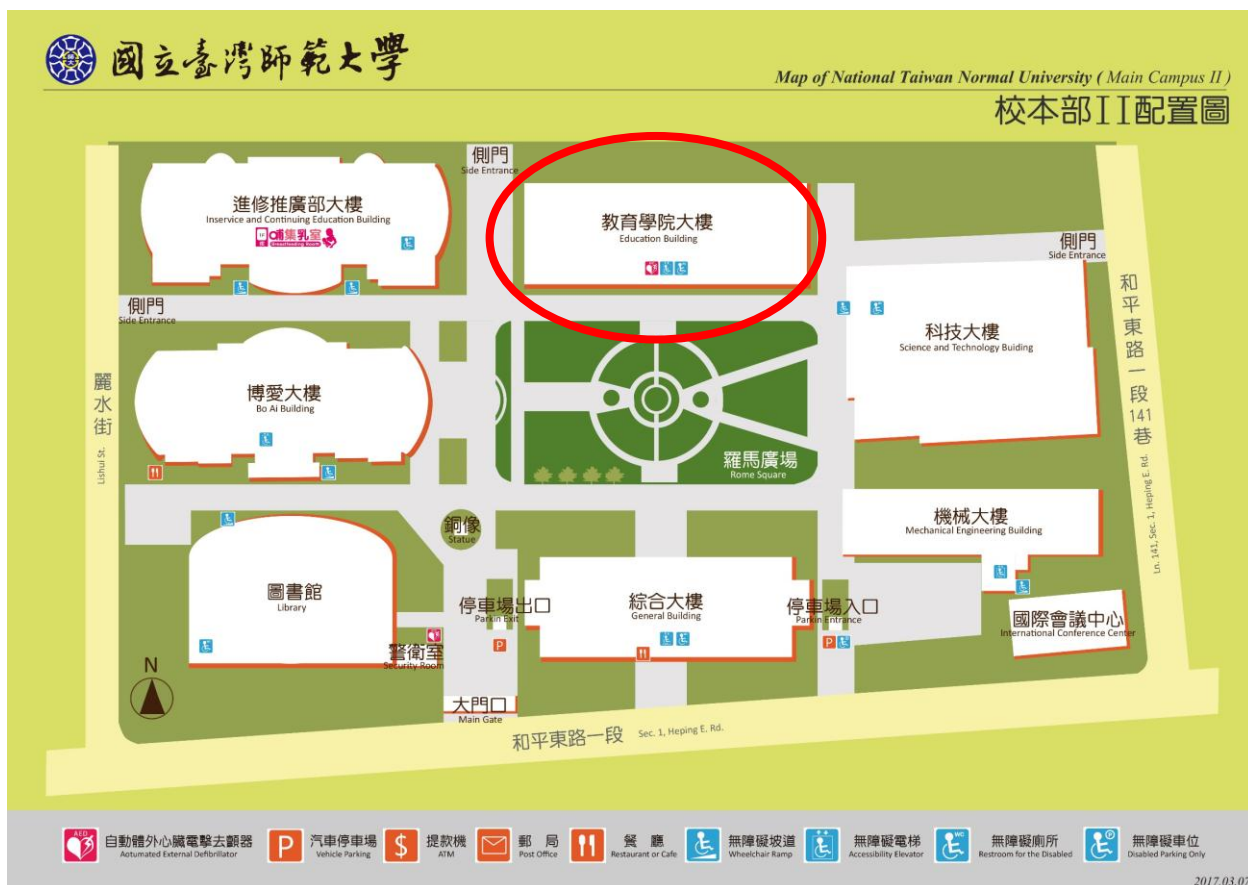 國立臺灣師範大學
Map of National Taiwan Normal University ( Main Campus II )
校本部II配置圖
側門
Side Entrance
進修推廣部大樓
Inservice and Continuing Education Building
哺集乳室
Breastfeeding Room
教育學院大樓
Education Building
側門
Side Entrance
側門
Side Entrance
科技大樓
Science and Technology Buiding
和平東路一段141巷
Ln. 141, Sec. 1, Heping E. Rd.
麗水街
Lishui St.
博愛大樓
Bo Ai Building
羅馬廣場
Rome Square
銅像
Statue
機械大樓
Mechanical Engineering Building
圖書館
Library
停車場出口
Parkin Exit
P
綜合大樓
General Building
停車場入口
Parkin Entrance
P
國際會議中心
International Conference Center
警衛室
Security Room
N
大門口
Main Gate
和平東路一段 Sec. 1, Heping E. Rd.
AED
自動體外心臟電擊去顫器
Aotumated External Defibrillator
P
汽車停車場
Vehicle Parking
$
提款機
ATM
郵局
Post Office
餐廳
Restaurant or Cafe
無障礙坡道
Wheelchair Ramp
無障礙電梯
Accessibility Elevator
WC
無障礙廁所
Restroom for the Disabled
P
無障礙車位
Disabled Parking Only
2017.03.07